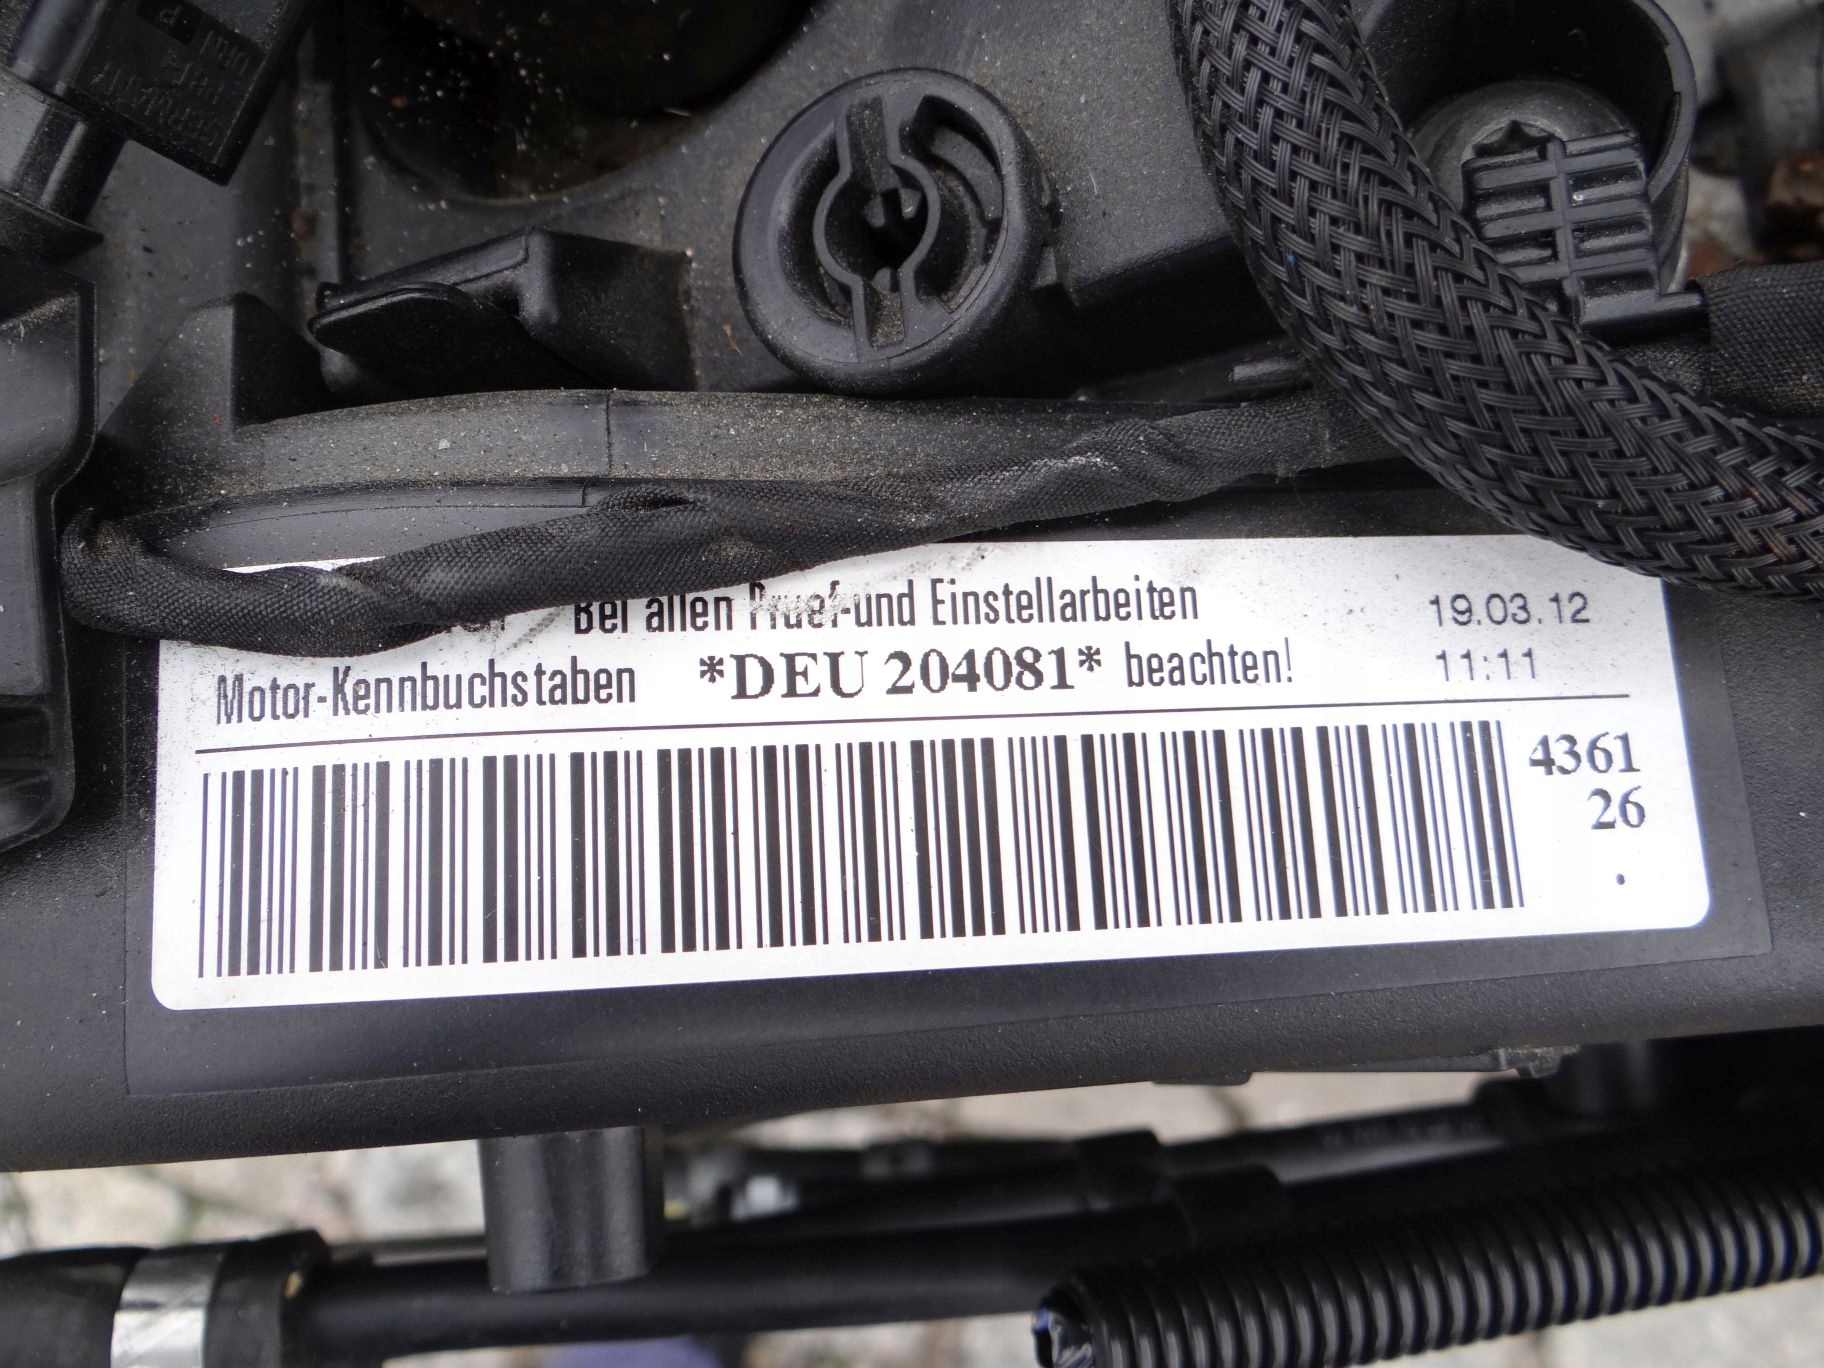 Bei allen Pruef-und Einstellarbeiten
19.03.12
Motor-Kennbuchstaben *DEU 204081* beachten!
11:11
4361
26